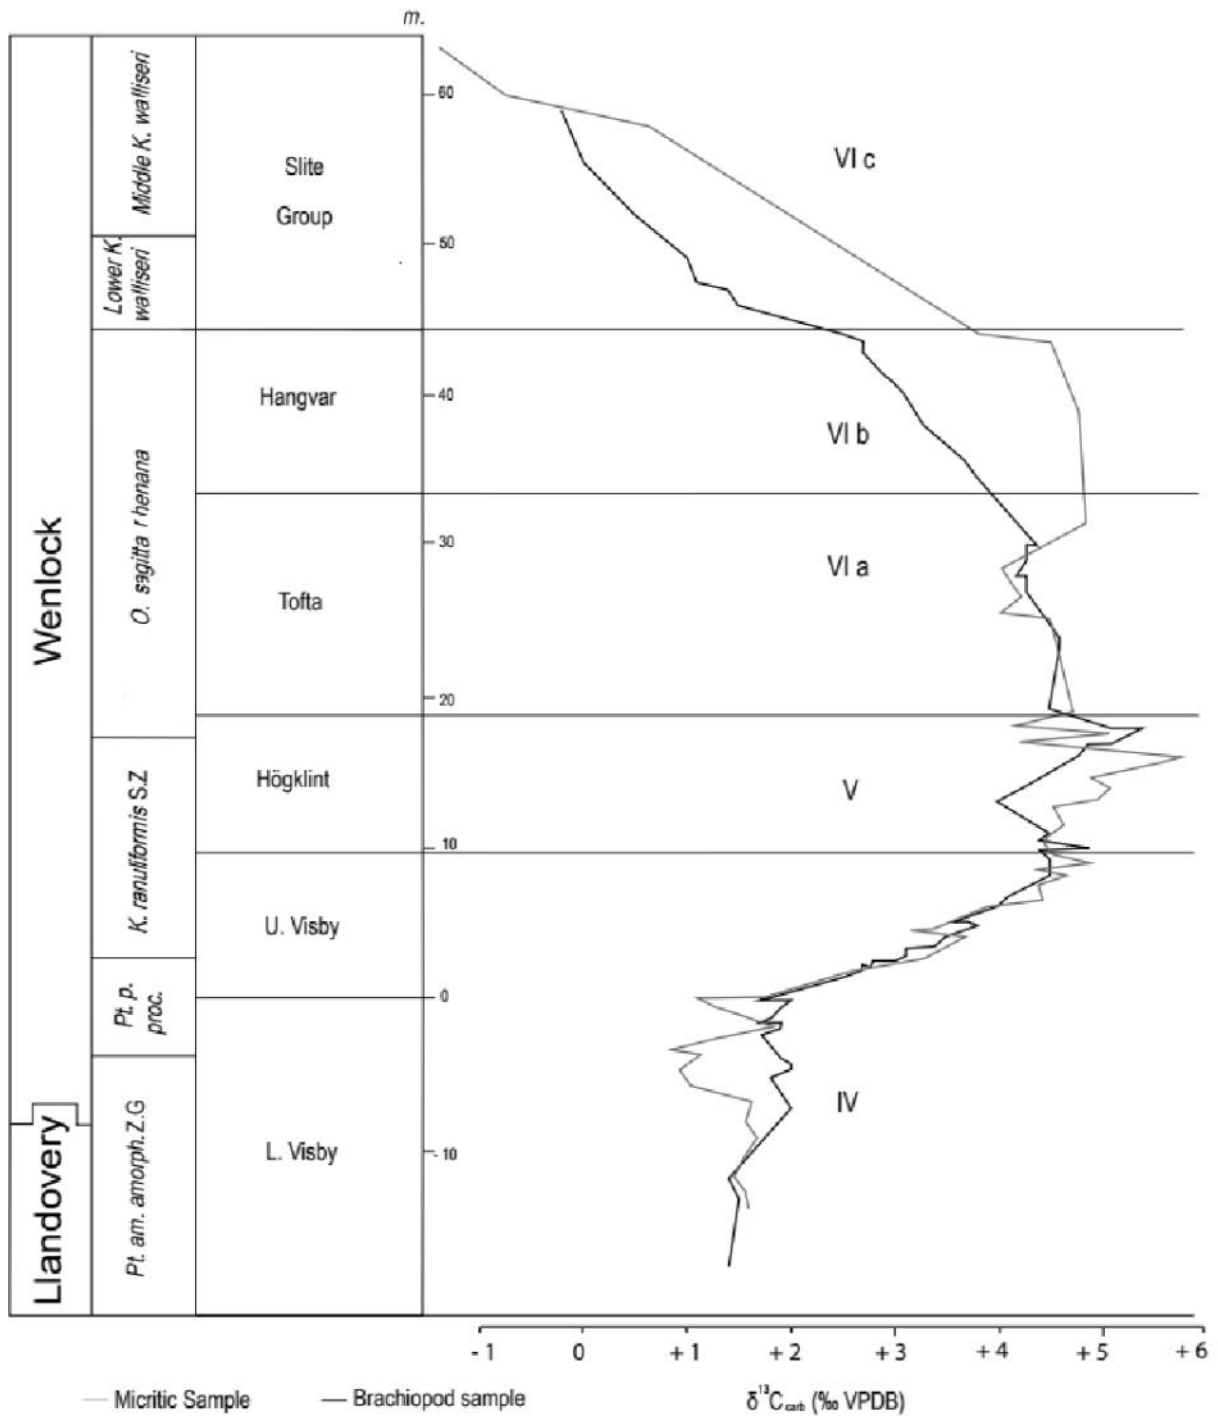 m.
Wenlock
Llandovery
Middle K. walliseri
Lower K.
walliseri
O. sagitta rhenana
K. ranuliformis S.Z
Pt. p.
proc.
Pt. am. amorph. Z.G
Slite
Group
Hangvar
Tofta
Högklint
U. Visby
L. Visby
60
50
40
30
20
10
0
- 10
VI c
VI b
VI a
V
IV
- 1 0 + 1 + 2 + 3 + 4 + 5 + 6
Micritic Sample
Brachiopod sample
δ¹³C carb (‰ VPDB)